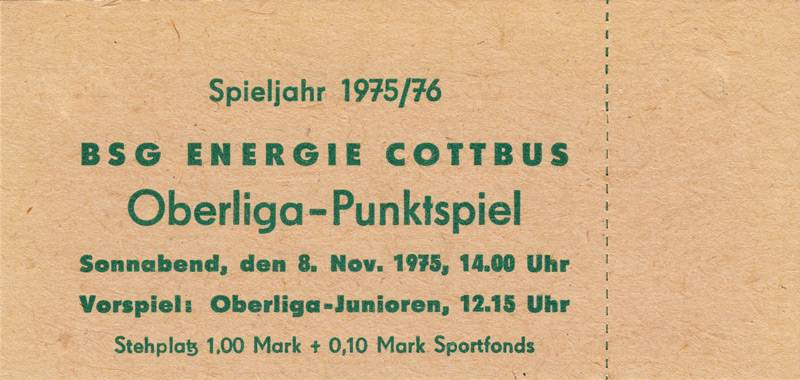 Spieljahr 1975/76
BSG ENERGIE COTTBUS
Oberliga-Punktspiel
Sonnabend, den 8. Nov. 1975, 14.00 Uhr
Vorspiel: Oberliga-Junioren, 12.15 Uhr
Stehplatz 1,00 Mark + 0,10 Mark Sportfonds